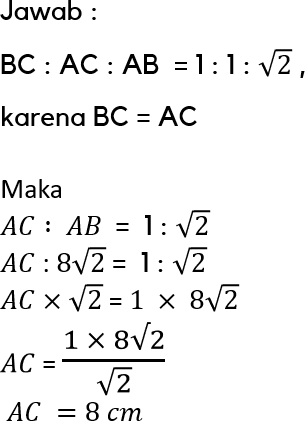 Jawab :
BC : AC : AB = 1 : 1 : √2 ,
karena BC = AC
Maka
AC : AB = 1 : √2
AC : 8√2 = 1 : √2
AC × √2 = 1 × 8√2
AC = (1 × 8√2) / √2
AC = 8 cm